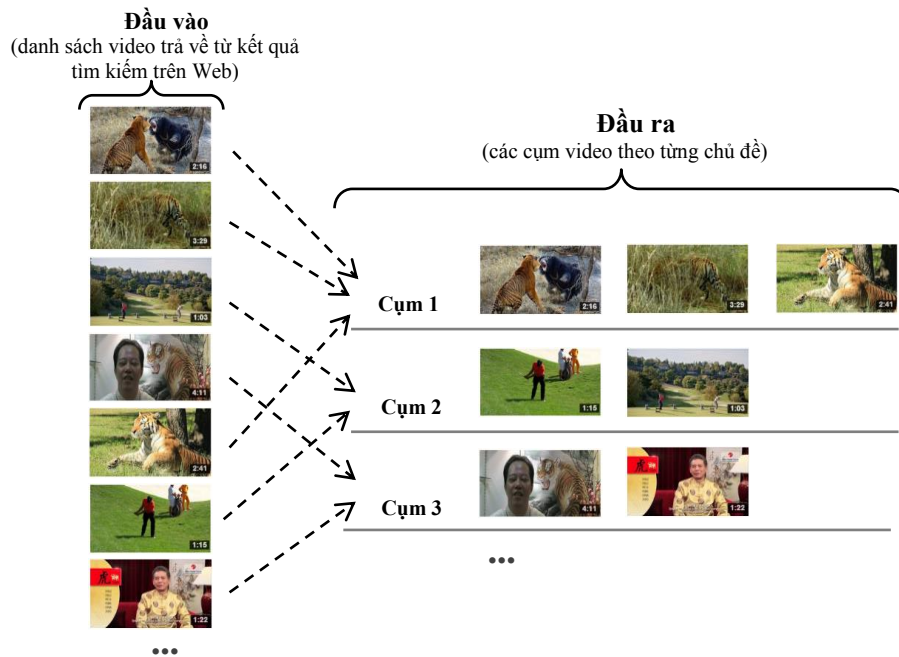 Đầu vào
(danh sách video trả về từ kết quả
tìm kiếm trên Web)
2:16
3:29
1:03
4:11
2:41
1:15
1:22
•••
Đầu ra
(các cụm video theo từng chủ đề)
Cụm 1
2:16
3:29
2:41
Cụm 2
1:15
1:03
Cụm 3
4:11
虎
1:22
•••